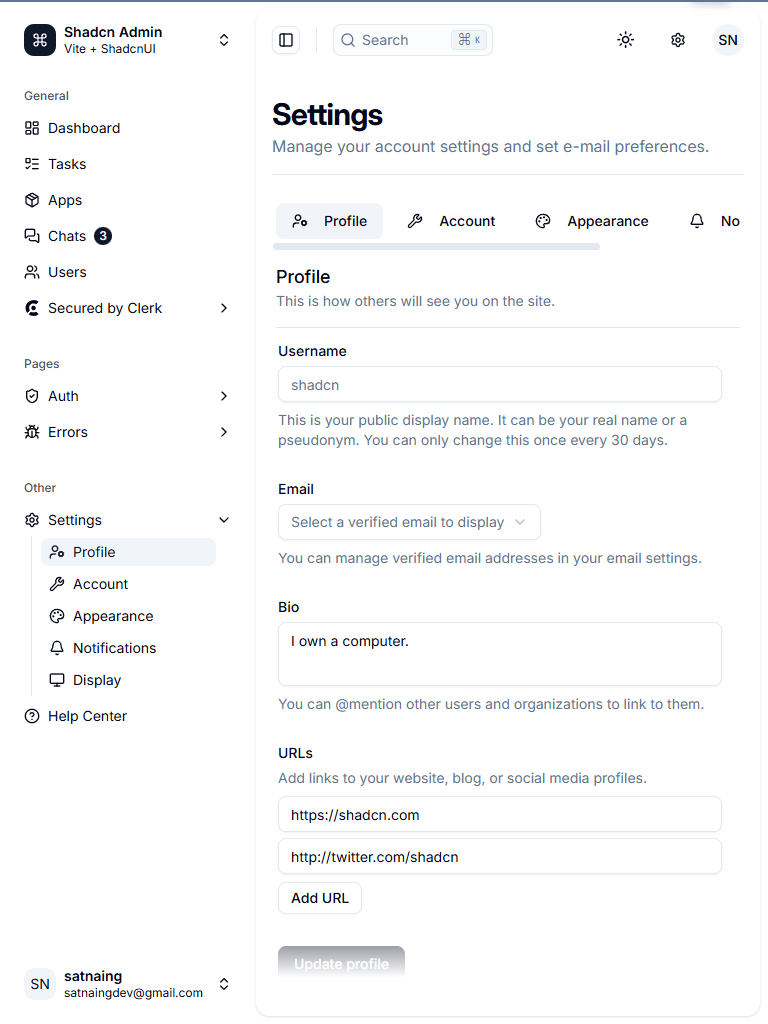 Shadcn Admin
Vite + ShadcnUI
General
Dashboard
Tasks
Apps
Chats 3
Users
Secured by Clerk
Pages
Auth
Errors
Other
Settings
Profile
Account
Appearance
Notifications
Display
Help Center
SN
satnaing
satnaingdev@gmail.com
Search ⌘ K
SN
Settings
Manage your account settings and set e-mail preferences.
Profile Account Appearance No
Profile
This is how others will see you on the site.
Username
shadcn
This is your public display name. It can be your real name or a
pseudonym. You can only change this once every 30 days.
Email
Select a verified email to display
You can manage verified email addresses in your email settings.
Bio
I own a computer.
You can @mention other users and organizations to link to them.
URLs
Add links to your website, blog, or social media profiles.
https://shadcn.com
http://twitter.com/shadcn
Add URL
Update profile